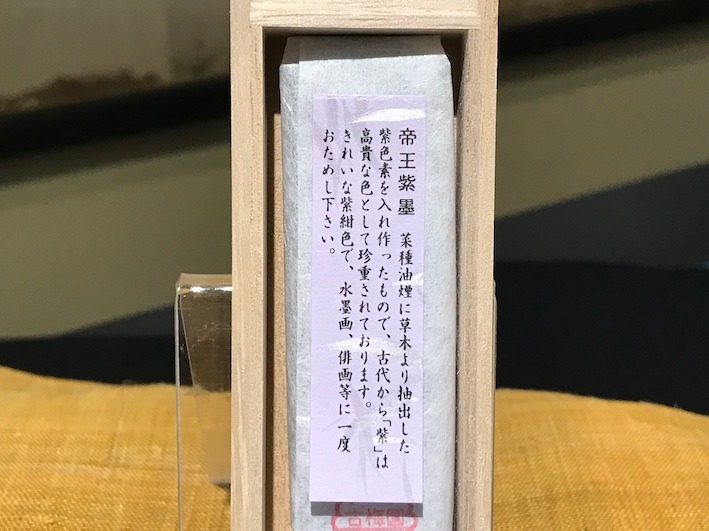 帝王紫墨　菜種油煙に草木より抽出した
紫色素を入れ作ったもので、古代から「紫」は
高貴な色として珍重されております。
きれいな紫紺色で、水墨画、俳画等に一度
おためし下さい。
古梅園